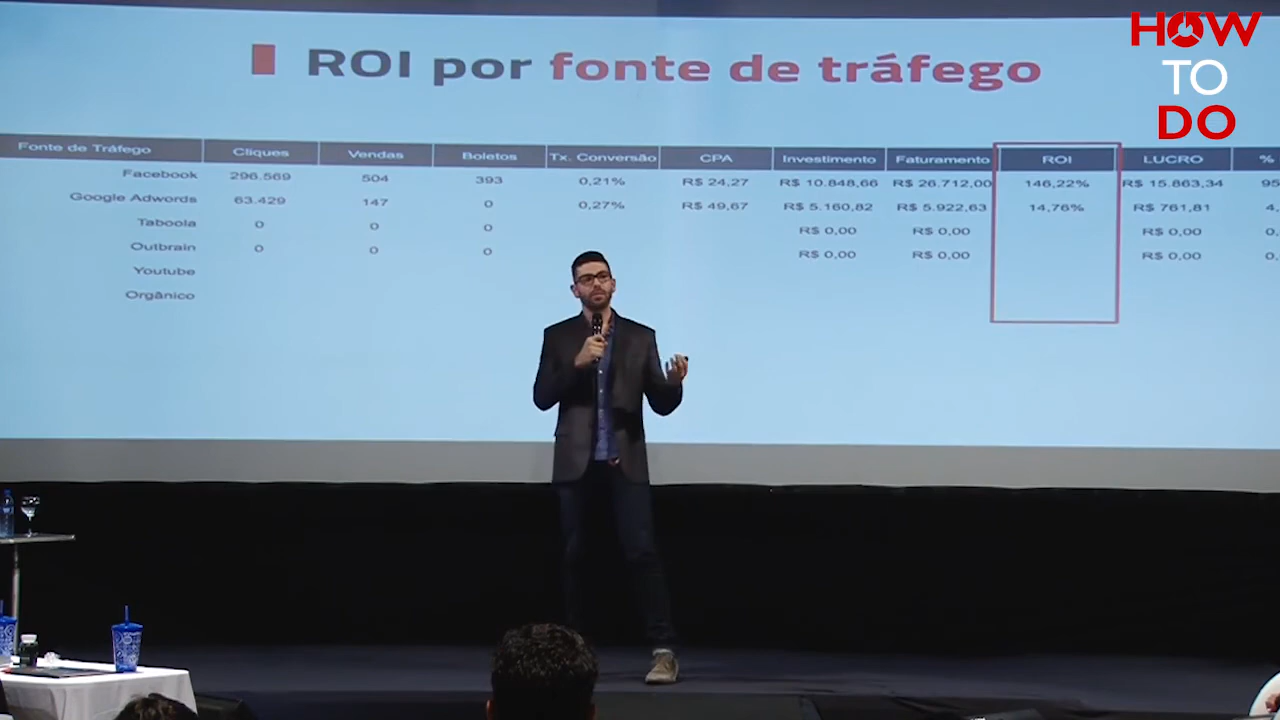 ROI por fonte de tráfego
HOW
TO
DO
Fonte de Tráfego Cliques Vendas Boletos Tx. Conversão CPA Investimento Faturamento ROI LUCRO %
Facebook 296.569 504 393 0,21% R$ 24,27 R$ 10.848,66 R$ 26.712,00 146,22% R$ 15.863,34 95
Google Adwords 63.429 147 0 0,27% R$ 49,67 R$ 5.160,82 R$ 5.922,63 14,76% R$ 761,81 4,
Taboola 0 0 0 R$ 0,00 R$ 0,00 R$ 0,00 0,
Outbrain 0 0 0 R$ 0,00 R$ 0,00 R$ 0,00 0,
Youtube
Orgânico